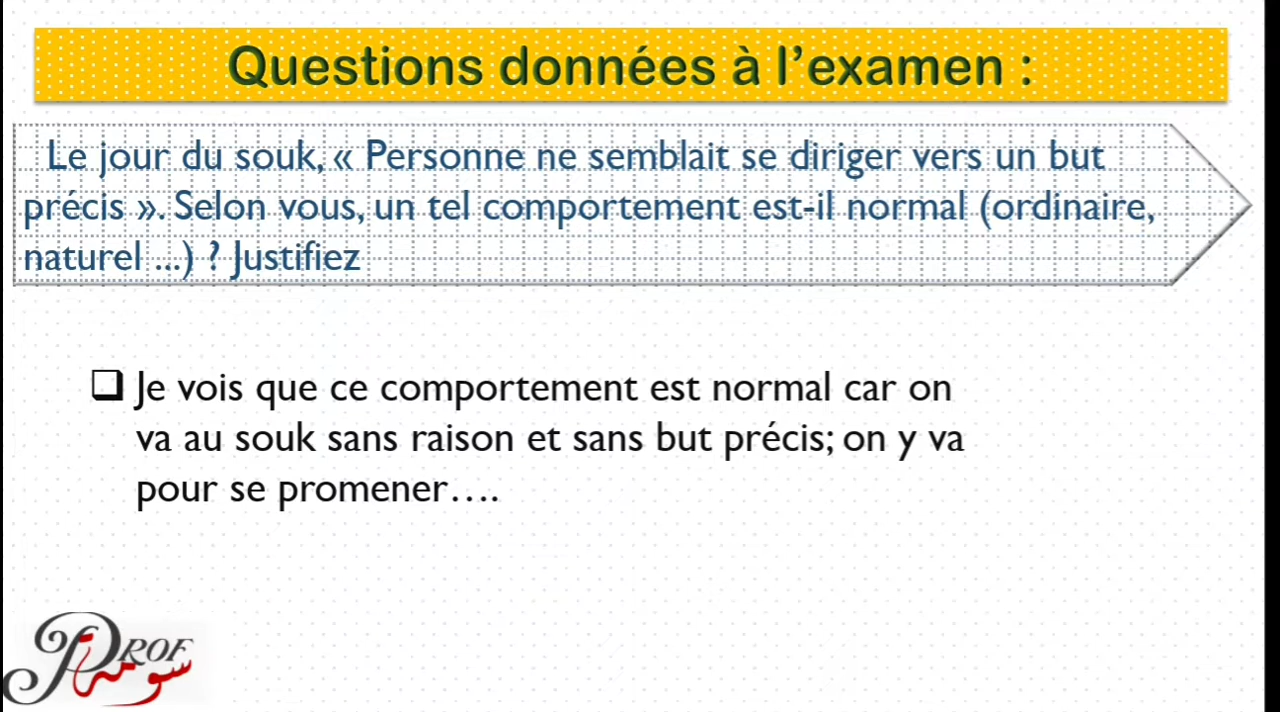 Questions données à l’examen :
Le jour du souk, « Personne ne semblait se diriger vers un but
précis ». Selon vous, un tel comportement est-il normal (ordinaire,
naturel ...) ? Justifiez
❑ Je vois que ce comportement est normal car on
va au souk sans raison et sans but précis; on y va
pour se promener….
PROF